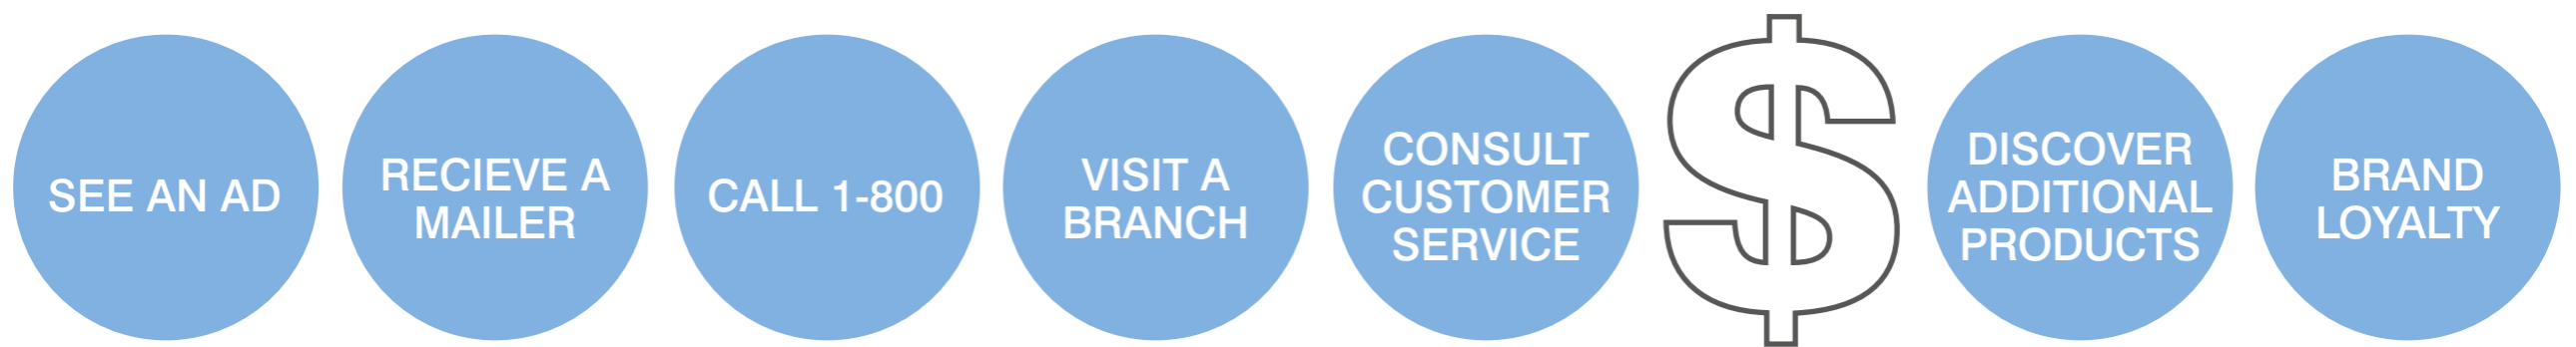 SEE AN AD
RECIEVE A
MAILER
CALL 1-800
VISIT A
BRANCH
CONSULT
CUSTOMER
SERVICE
$
DISCOVER
ADDITIONAL
PRODUCTS
BRAND
LOYALTY